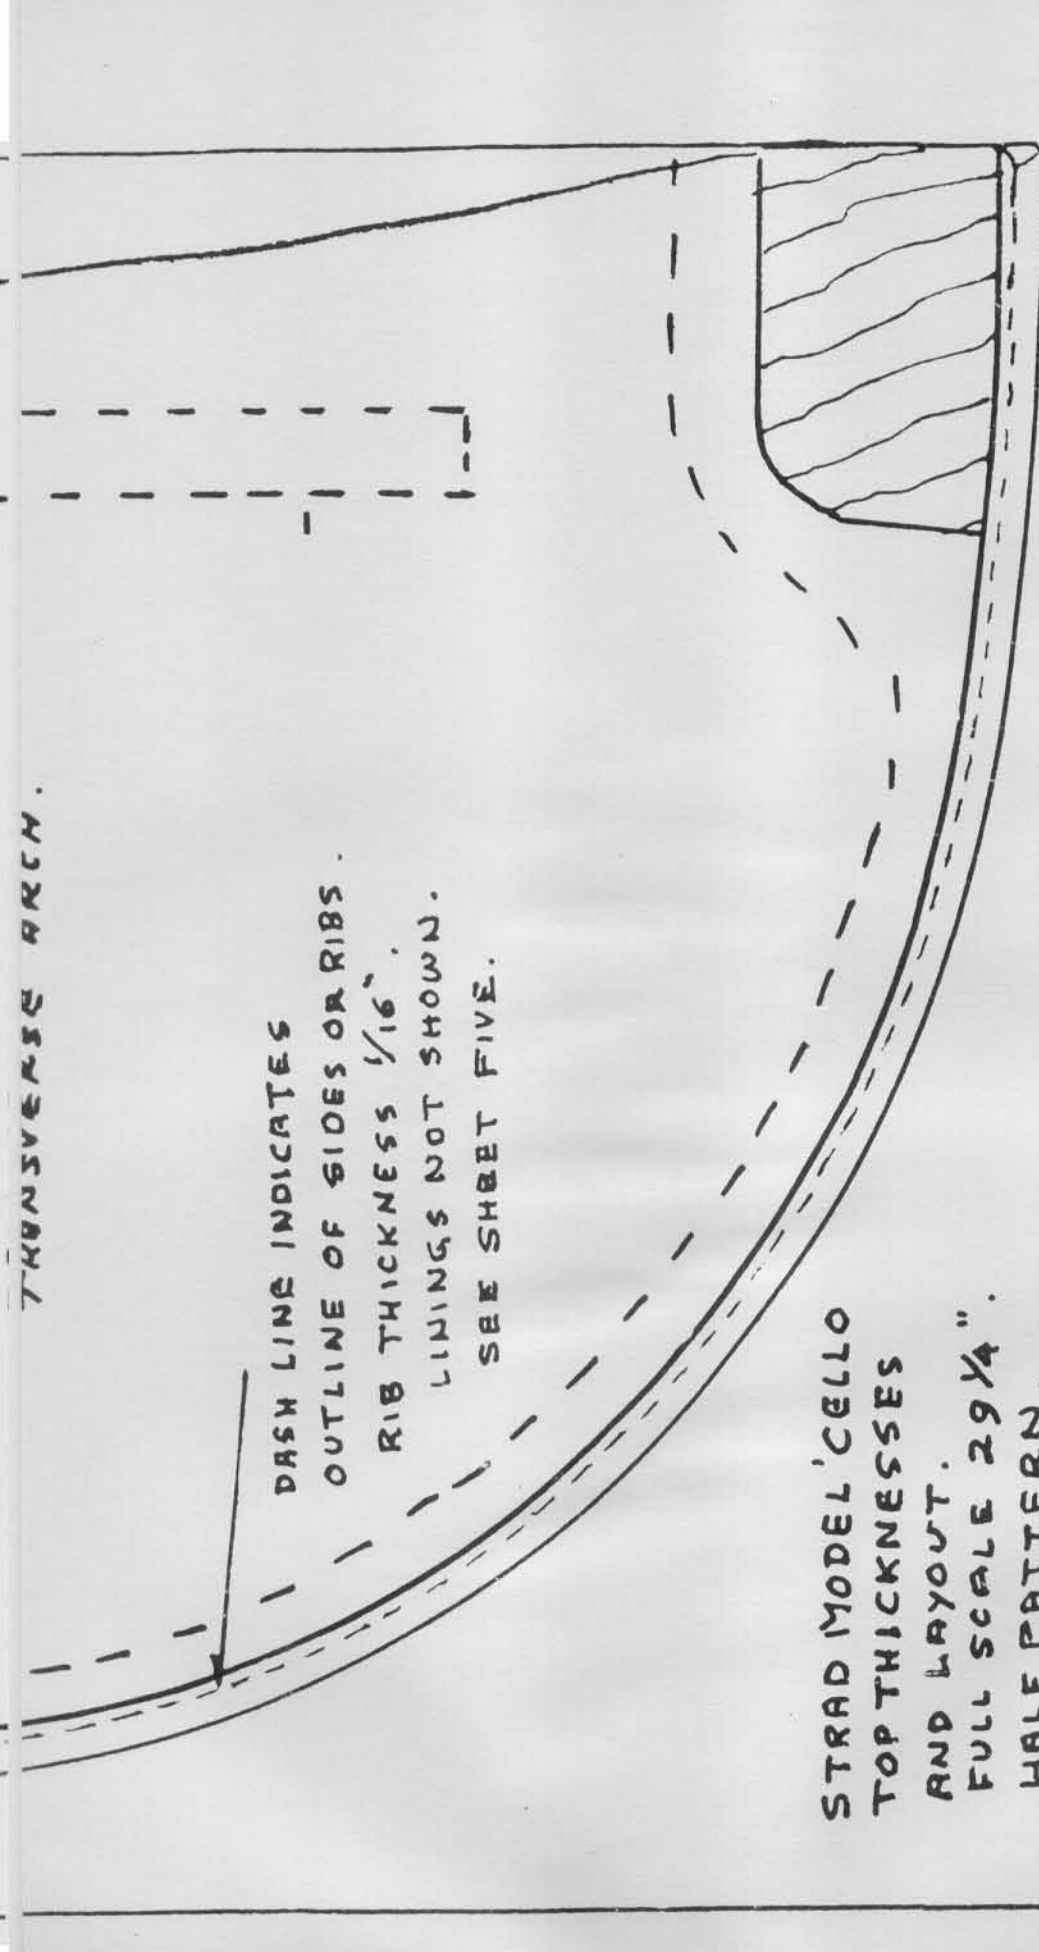 TRANSVERSE ARCH.
DASH LINE INDICATES
OUTLINE OF SIDES OR RIBS.
RIB THICKNESS 1/16".
LININGS NOT SHOWN.
SEE SHEET FIVE.
STRAD MODEL 'CELLO
TOP THICKNESSES
AND LAYOUT.
FULL SCALE 29 1/4".
HALF PATTERN.